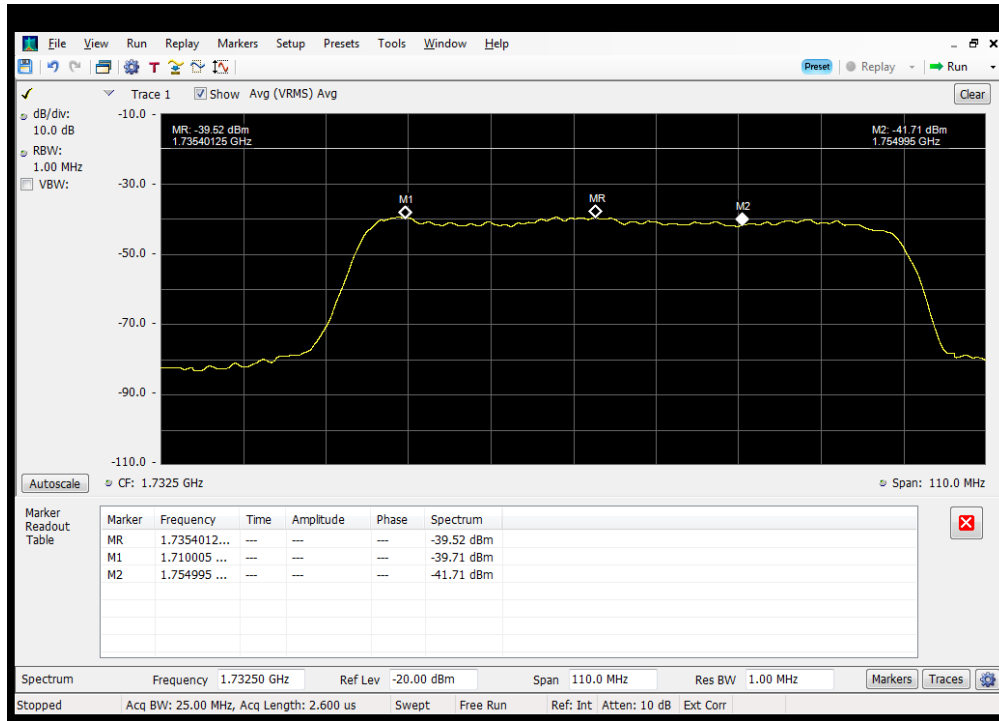 File View Run Replay Markers Setup Presets Tools Window Help
T Preset Replay Run
Trace 1 Show Avg (VRMS) Avg Clear
dB/div:
10.0 dB
RBW:
1.00 MHz
VBW:
-10.0 -
-30.0 -
-50.0 -
-70.0 -
-90.0 -
-110.0 -
MR: -39.52 dBm
1.73540125 GHz
M2: -41.71 dBm
1.754995 GHz
M1 MR M2
Autoscale CF: 1.7325 GHz Span: 110.0 MHz
Marker
Readout
Table
Marker Frequency Time Amplitude Phase Spectrum
MR 1.7354012... --- --- --- -39.52 dBm
M1 1.710005 ... --- --- --- -39.71 dBm
M2 1.754995 ... --- --- --- -41.71 dBm
Spectrum Frequency 1.73250 GHz Ref Lev -20.00 dBm Span 110.0 MHz Res BW 1.00 MHz Markers Traces
Stopped Acq BW: 25.00 MHz, Acq Length: 2.600 us Swept Free Run Ref: Int Atten: 10 dB Ext Corr